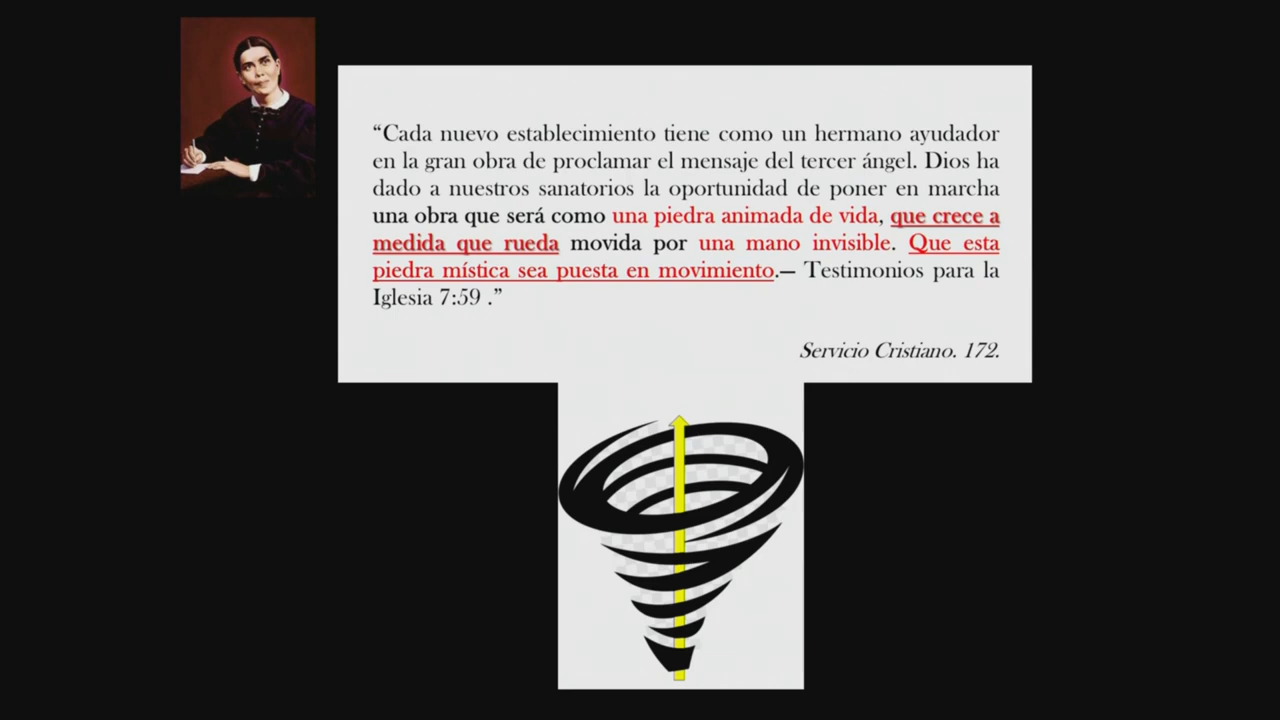 “Cada nuevo establecimiento tiene como un hermano ayudador
en la gran obra de proclamar el mensaje del tercer ángel. Dios ha
dado a nuestros sanatorios la oportunidad de poner en marcha
una obra que será como una piedra animada de vida, que crece a
medida que rueda movida por una mano invisible. Que esta
piedra mística sea puesta en movimiento.— Testimonios para la
Iglesia 7:59 .”
Servicio Cristiano. 172.